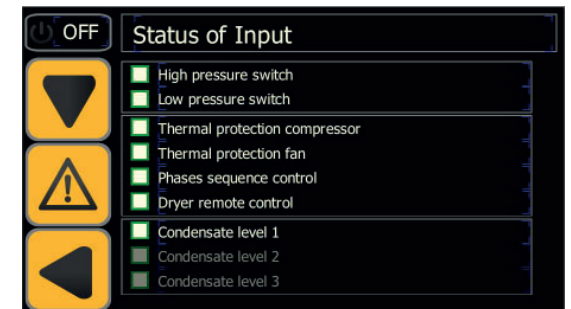 OFF
Status of Input
High pressure switch
Low pressure switch
Thermal protection compressor
Thermal protection fan
Phases sequence control
Dryer remote control
Condensate level 1
Condensate level 2
Condensate level 3